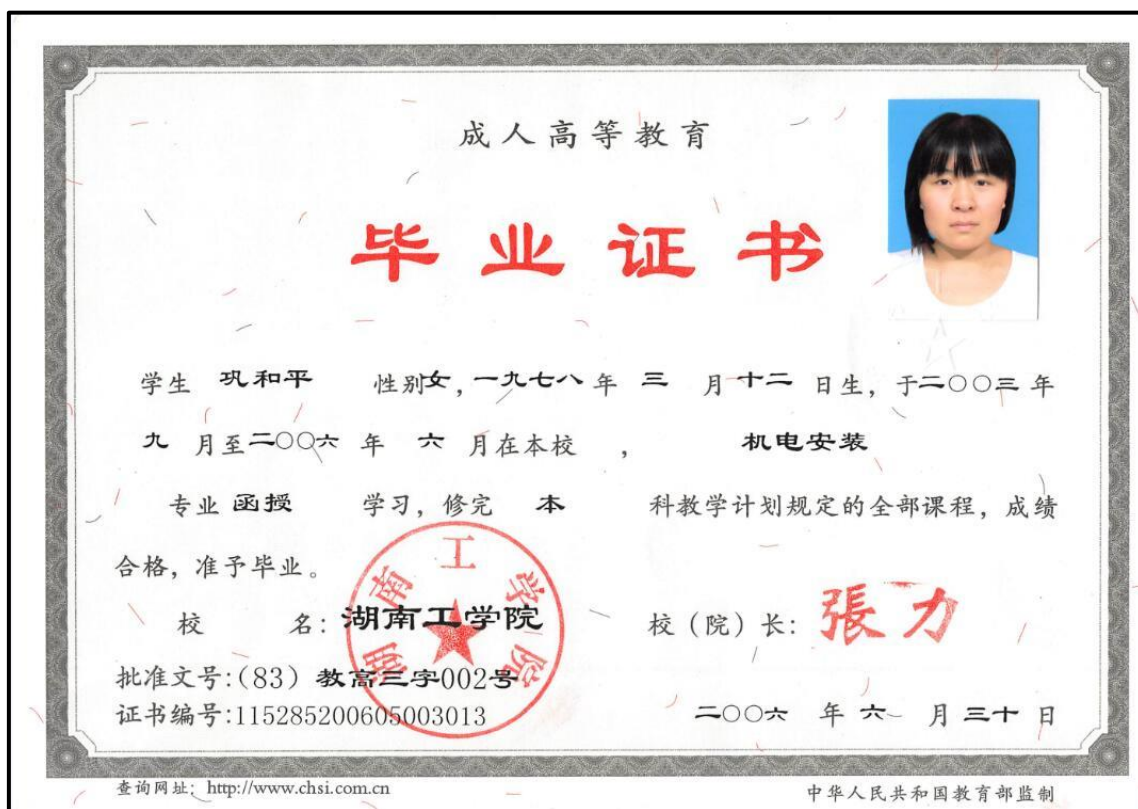 成人高等教育
毕业证书
学生 巩和平 性别女,一九七八年 三 月十二 日生,于二〇〇三年
九 月至二〇〇六 年 六 月在本校 , 机电安装
专业 函授 学习,修完 本 科教学计划规定的全部课程,成绩
合格,准予毕业。
校 名:湖南工学院
校(院)长:張力
批准文号:(83) 教高三字002号
证书编号:115285200605003013
二〇〇六 年 六 月 三十 日
湖南工学院
查询网址:http://www.chsi.com.cn
中华人民共和国教育部监制